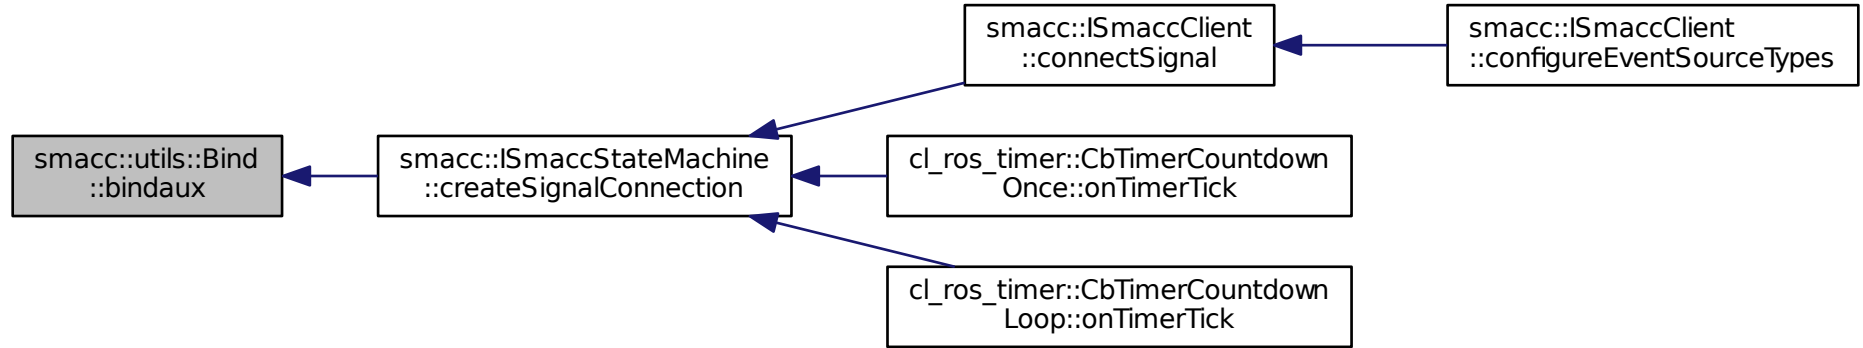 smacc::utils::Bind
::bindaux
smacc::ISmaccStateMachine
::createSignalConnection
smacc::ISmaccClient
::connectSignal
smacc::ISmaccClient
::configureEventSourceTypes
cl_ros_timer::CbTimerCountdown
Once::onTimerTick
cl_ros_timer::CbTimerCountdown
Loop::onTimerTick